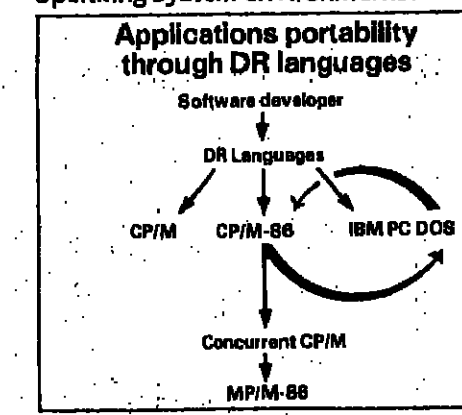 Applications portability
through DR languages
Software developer
DR Languages
CP/M CP/M-86 IBM PC DOS
Concurrent CP/M
MP/M-86